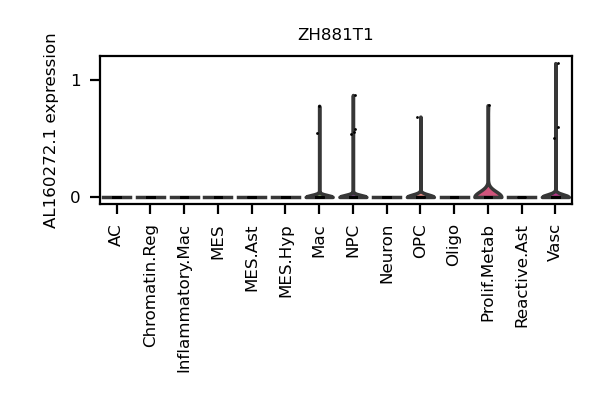 ZH881T1
AL160272.1 expression
1
0
AC
Chromatin.Reg
Inflammatory.Mac
MES
MES.Ast
MES.Hyp
Mac
NPC
Neuron
OPC
Oligo
Prolif.Metab
Reactive.Ast
Vasc